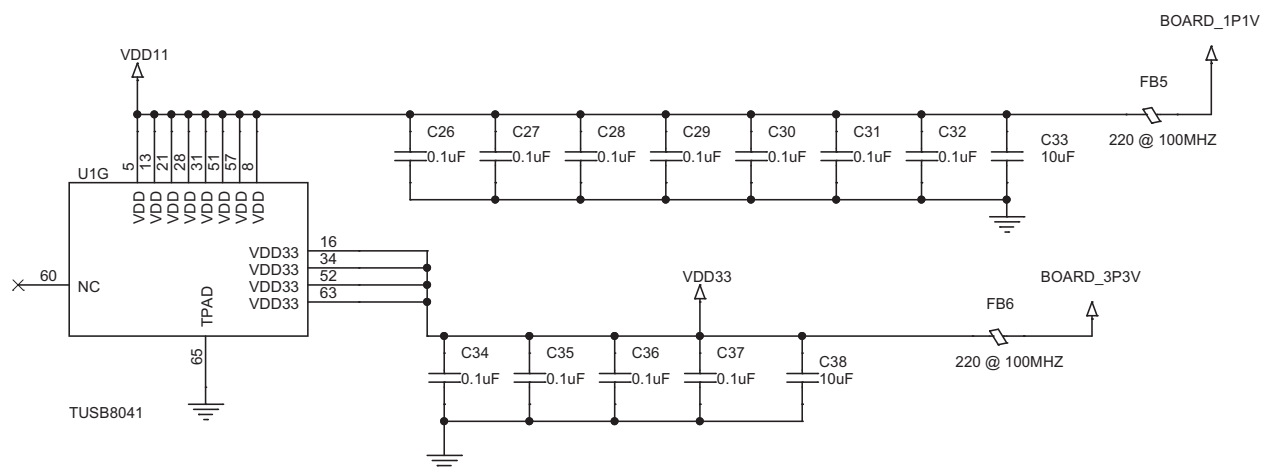 BOARD_1P1V
VDD11
FB5
220 @ 100MHZ
C26
0.1uF
C27
0.1uF
C28
0.1uF
C29
0.1uF
C30
0.1uF
C31
0.1uF
C32
0.1uF
C33
10uF
5
13
21
28
31
51
57
8
U1G
VDD
VDD
VDD
VDD
VDD
VDD
VDD
VDD
VDD33 16
VDD33 34
VDD33 52
VDD33 63
60
NC
TPAD
65
TUSB8041
VDD33
BOARD_3P3V
FB6
220 @ 100MHZ
C34
0.1uF
C35
0.1uF
C36
0.1uF
C37
0.1uF
C38
10uF